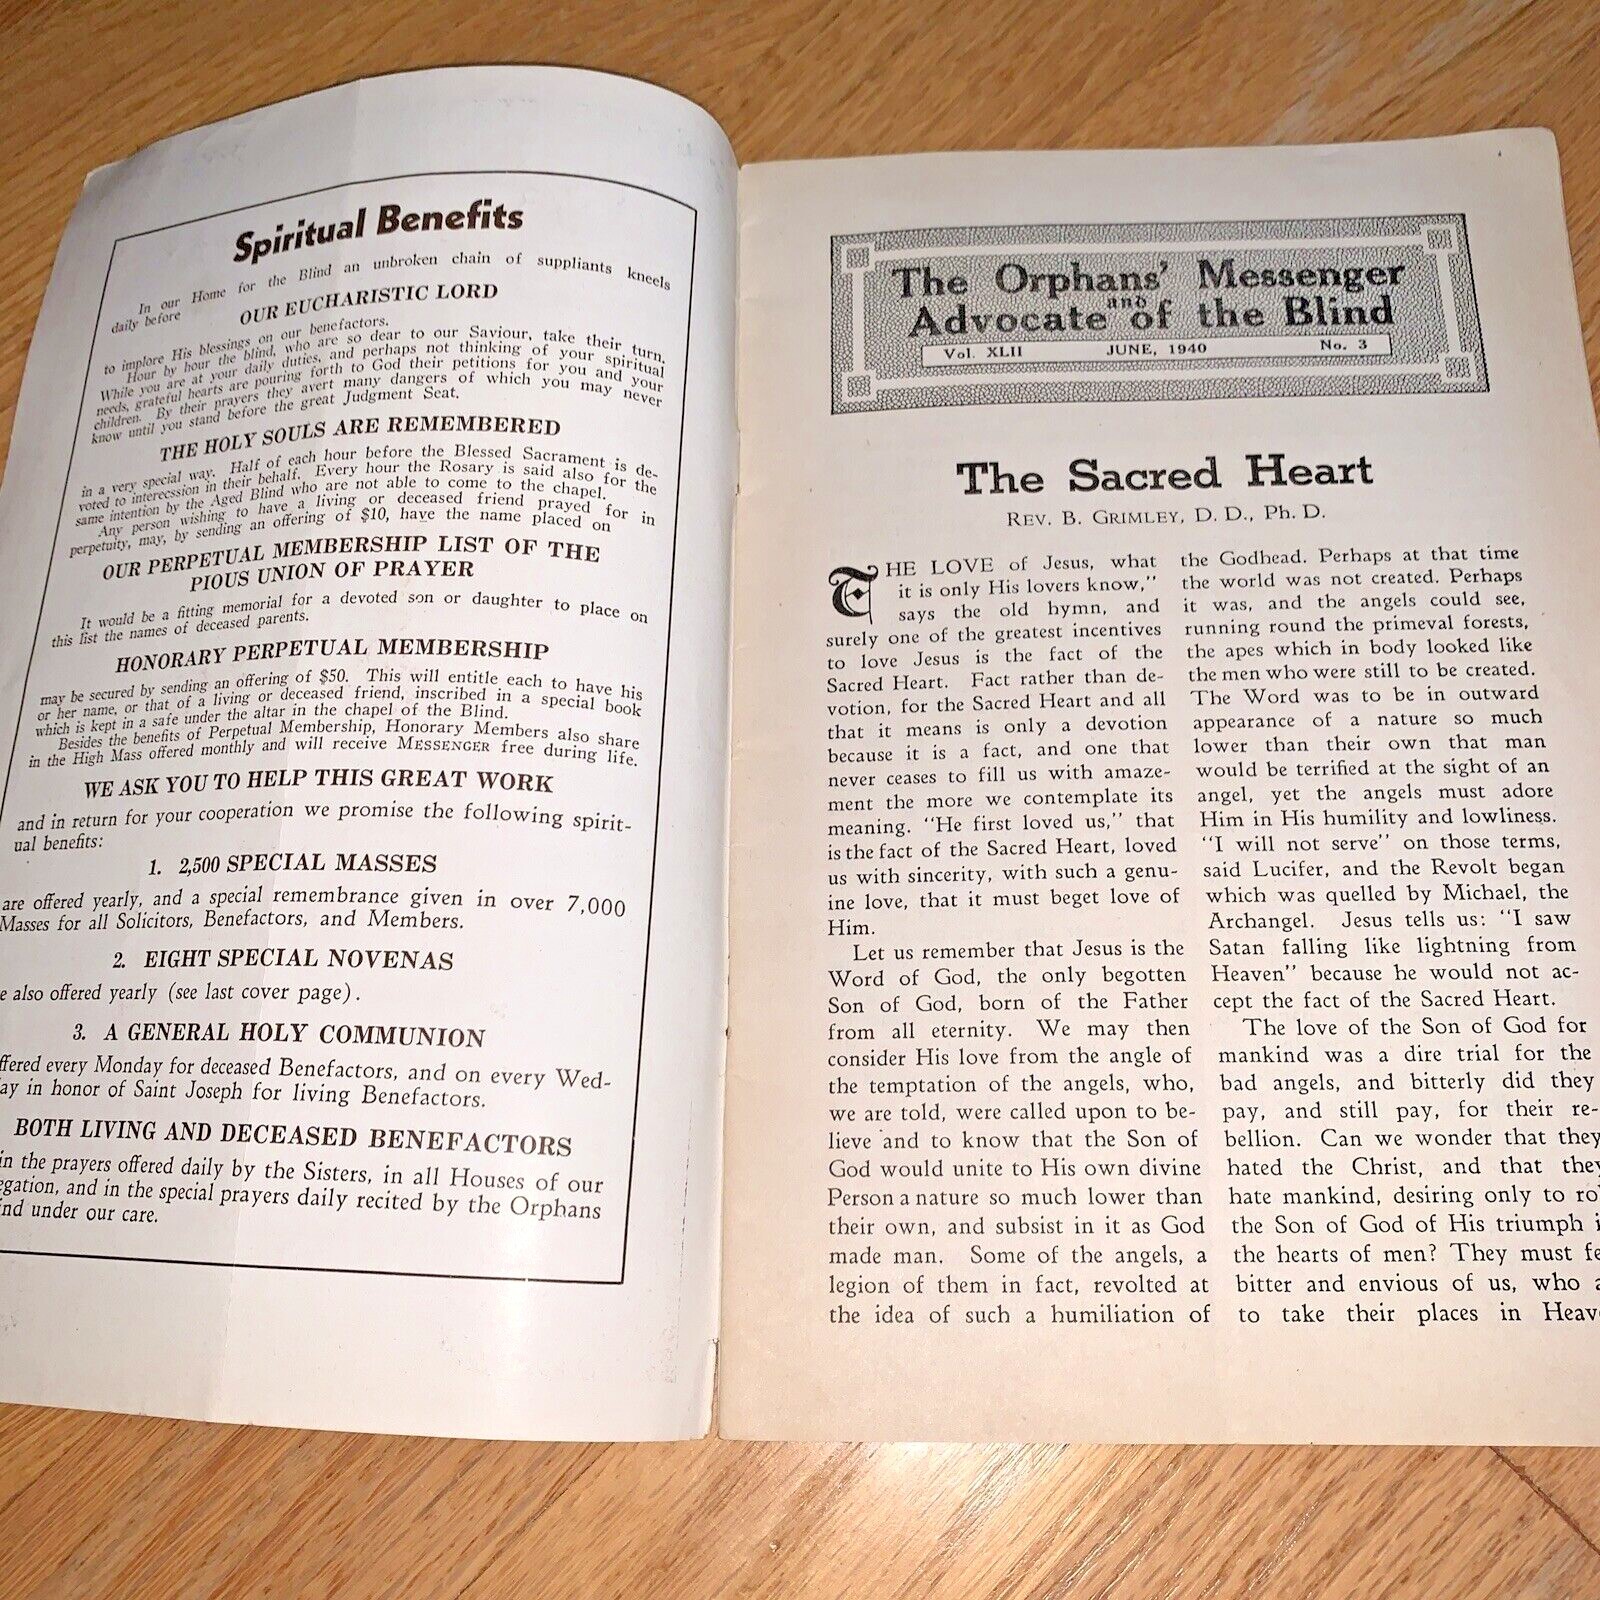 Spiritual Benefits
In our Home for the Blind an unbroken chain of suppliants kneels
daily before
OUR EUCHARISTIC LORD
to implore His blessings on our benefactors.
Hour by hour the blind, who are so dear to our Saviour, take their turn.
While you are at your daily duties, and perhaps not thinking of your spiritual
needs, grateful hearts are pouring forth to God their petitions for you and your
children. By their prayers they avert many dangers of which you may never
know until you stand before the great Judgment Seat.
THE HOLY SOULS ARE REMEMBERED
in a very special way. Half of each hour before the Blessed Sacrament is de-
voted to interecession in their behalf. Every hour the Rosary is said also for the
same intention by the Aged Blind who are not able to come to the chapel.
Any person wishing to have a living or deceased friend prayed for in
perpetuity, may, by sending an offering of $10, have the name placed on
OUR PERPETUAL MEMBERSHIP LIST OF THE
PIOUS UNION OF PRAYER
It would be a fitting memorial for a devoted son or daughter to place on
this list the names of deceased parents.
HONORARY PERPETUAL MEMBERSHIP
may be secured by sending an offering of $50. This will entitle each to have his
or her name, or that of a living or deceased friend, inscribed in a special book
which is kept in a safe under the altar in the chapel of the Blind.
Besides the benefits of Perpetual Membership, Honorary Members also share
in the High Mass offered monthly and will receive MESSENGER free during life.
WE ASK YOU TO HELP THIS GREAT WORK
and in return for your cooperation we promise the following spirit-
ual benefits:
1. 2,500 SPECIAL MASSES
are offered yearly, and a special remembrance given in over 7,000
Masses for all Solicitors, Benefactors, and Members.
2. EIGHT SPECIAL NOVENAS
e also offered yearly (see last cover page).
3. A GENERAL HOLY COMMUNION
ffered every Monday for deceased Benefactors, and on every Wed-
ay in honor of Saint Joseph for living Benefactors.
BOTH LIVING AND DECEASED BENEFACTORS
in the prayers offered daily by the Sisters, in all Houses of our
egation, and in the special prayers daily recited by the Orphans
ind under our care.
The Orphans' Messenger
AND
Advocate of the Blind
Vol. XLII JUNE, 1940 No. 3
The Sacred Heart
REV. B. GRIMLEY, D. D., Ph. D.
THE LOVE of Jesus, what
it is only His lovers know,"
says the old hymn, and
surely one of the greatest incentives
to love Jesus is the fact of the
Sacred Heart. Fact rather than de-
votion, for the Sacred Heart and all
that it means is only a devotion
because it is a fact, and one that
never ceases to fill us with amaze-
ment the more we contemplate its
meaning. "He first loved us," that
is the fact of the Sacred Heart, loved
us with sincerity, with such a genu-
ine love, that it must beget love of
Him.
Let us remember that Jesus is the
Word of God, the only begotten
Son of God, born of the Father
from all eternity. We may then
consider His love from the angle of
the temptation of the angels, who,
we are told, were called upon to be-
lieve and to know that the Son of
God would unite to His own divine
Person a nature so much lower than
their own, and subsist in it as God
made man. Some of the angels, a
legion of them in fact, revolted at
the idea of such a humiliation of
the Godhead. Perhaps at that time
the world was not created. Perhaps
it was, and the angels could see,
running round the primeval forests,
the apes which in body looked like
the men who were still to be created.
The Word was to be in outward
appearance of a nature so much
lower than their own that man
would be terrified at the sight of an
angel, yet the angels must adore
Him in His humility and lowliness.
"I will not serve" on those terms,
said Lucifer, and the Revolt began
which was quelled by Michael, the
Archangel. Jesus tells us: "I saw
Satan falling like lightning from
Heaven" because he would not ac-
cept the fact of the Sacred Heart.
The love of the Son of God for
mankind was a dire trial for the
bad angels, and bitterly did they
pay, and still pay, for their re-
bellion. Can we wonder that they
hated the Christ, and that they
hate mankind, desiring only to ro
the Son of God of His triumph i
the hearts of men? They must fe
bitter and envious of us, who a
to take their places in Heav